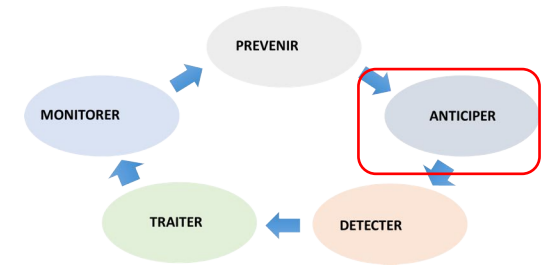 PREVENIR
ANTICIPER
DETECTER
TRAITER
MONITORER